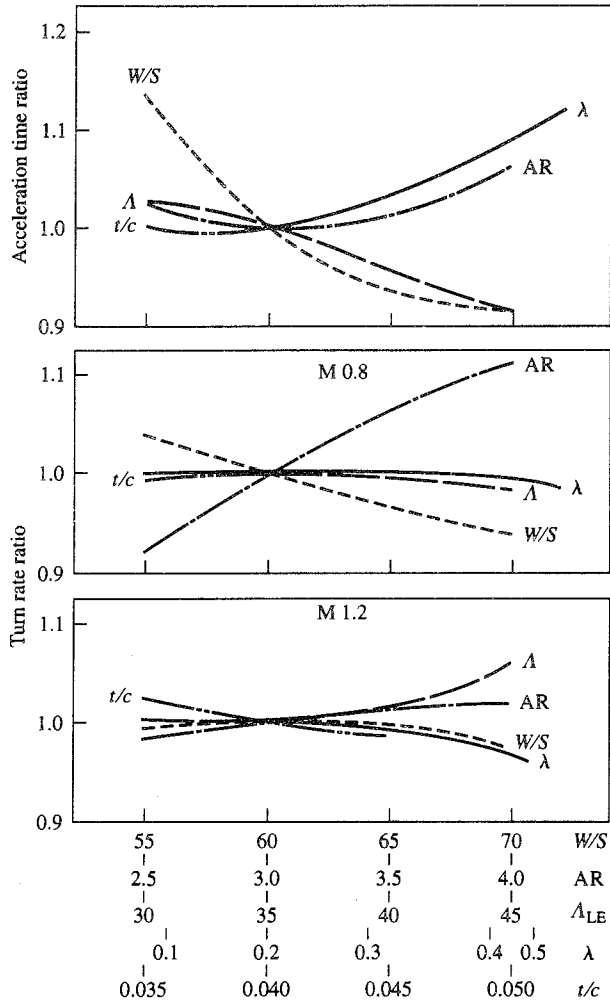 1.2
W/S
1.1
λ
AR
Λ
t/c
1.0
0.9
Acceleration time ratio
M 0.8
1.1
AR
t/c
1.0
λ
Λ
W/S
0.9
Turn rate ratio
M 1.2
Λ
t/c
AR
1.0
W/S
λ
0.9
55 60 65 70 W/S
2.5 3.0 3.5 4.0 AR
30 35 40 45 Λ_LE
0.1 0.2 0.3 0.4 0.5 λ
0.035 0.040 0.045 0.050 t/c